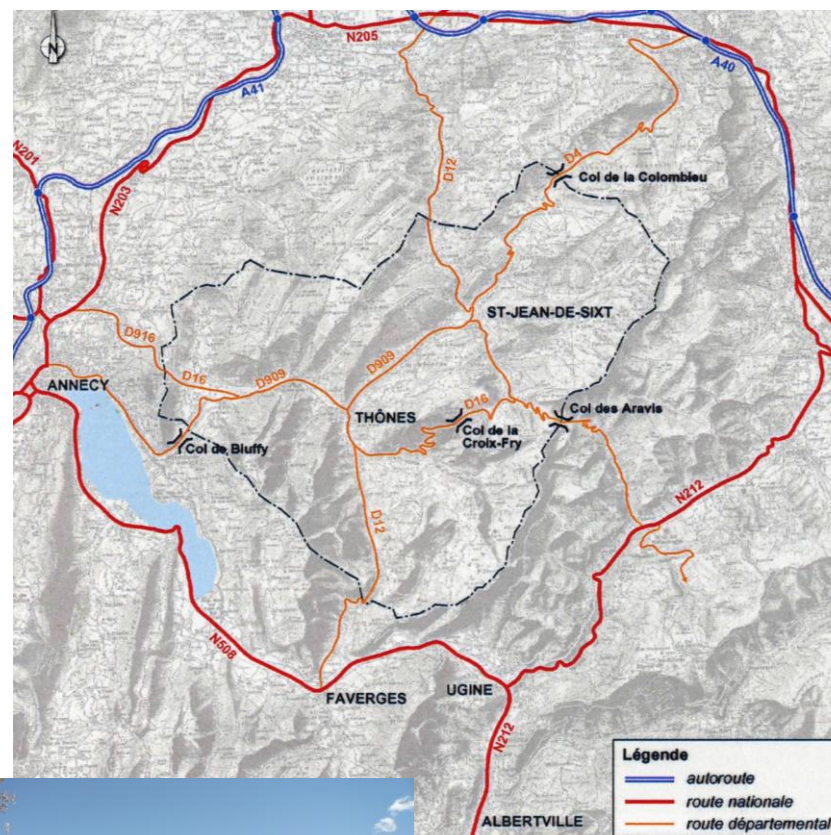 N
N205
A41
A40
N201
N203
D12
D4
Col de la Colombieu
ST-JEAN-DE-SIXT
D916
D16
D909
D909
ANNECY
THÔNES
D16
Col des Aravis
Col de la
Croix-Fry
Col de Bluffy
N212
D12
N508
FAVERGES
UGINE
N212
ALBERTVILLE
Légende
autoroute
route nationale
route départemental